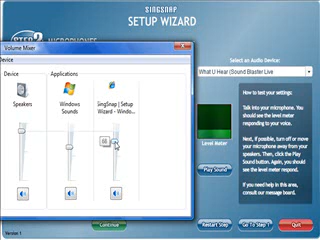 SINGSNAP
SETUP WIZARD
STEP 2 MICROPHONES
Volume Mixer
Device
Device
Applications
Speakers
Windows
Sounds
SingSnap | Setup
Wizard - Windo...
66
Select an Audio Device:
What U Hear (Sound Blaster Live
Level Meter
Play Sound
How to test your settings:
Talk into your microphone. You
should see the level meter
responding to your voice.
Next, if possible, turn off or move
your microphone away from your
speakers. Then, click the Play
Sound button. Again, you should
see the level meter respond.
If you need help in this area,
consult our message board.
Continue
Restart Step
Go To Step 1
Quit
Version 1